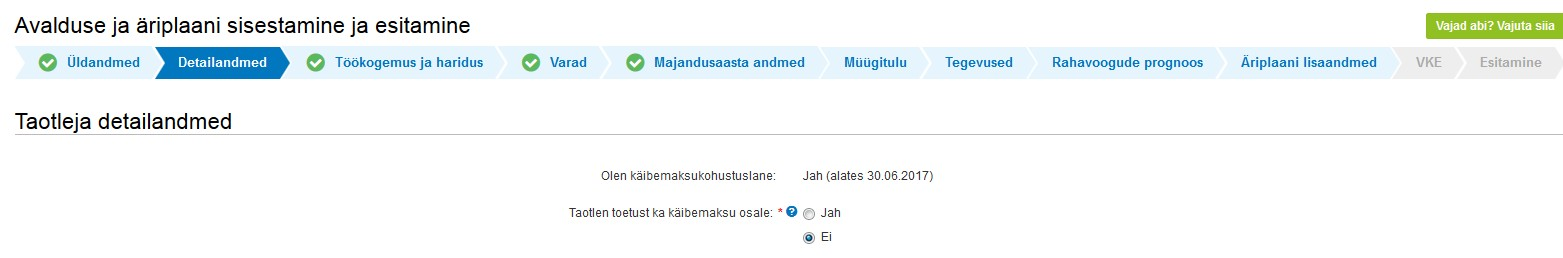 Avalduse ja äriplaani sisestamine ja esitamine
Vajad abi? Vajuta siia
Üldandmed Detailandmed Töökogemus ja haridus Varad Majandusaasta andmed Müügitulu Tegevused Rahavoogude prognoos Äriplaani lisaandmed VKE Esitamine
Taotleja detailandmed
Olen käibemaksukohustuslane: Jah (alates 30.06.2017)
Taotlen toetust ka käibemaksu osale: * ? Jah
Ei